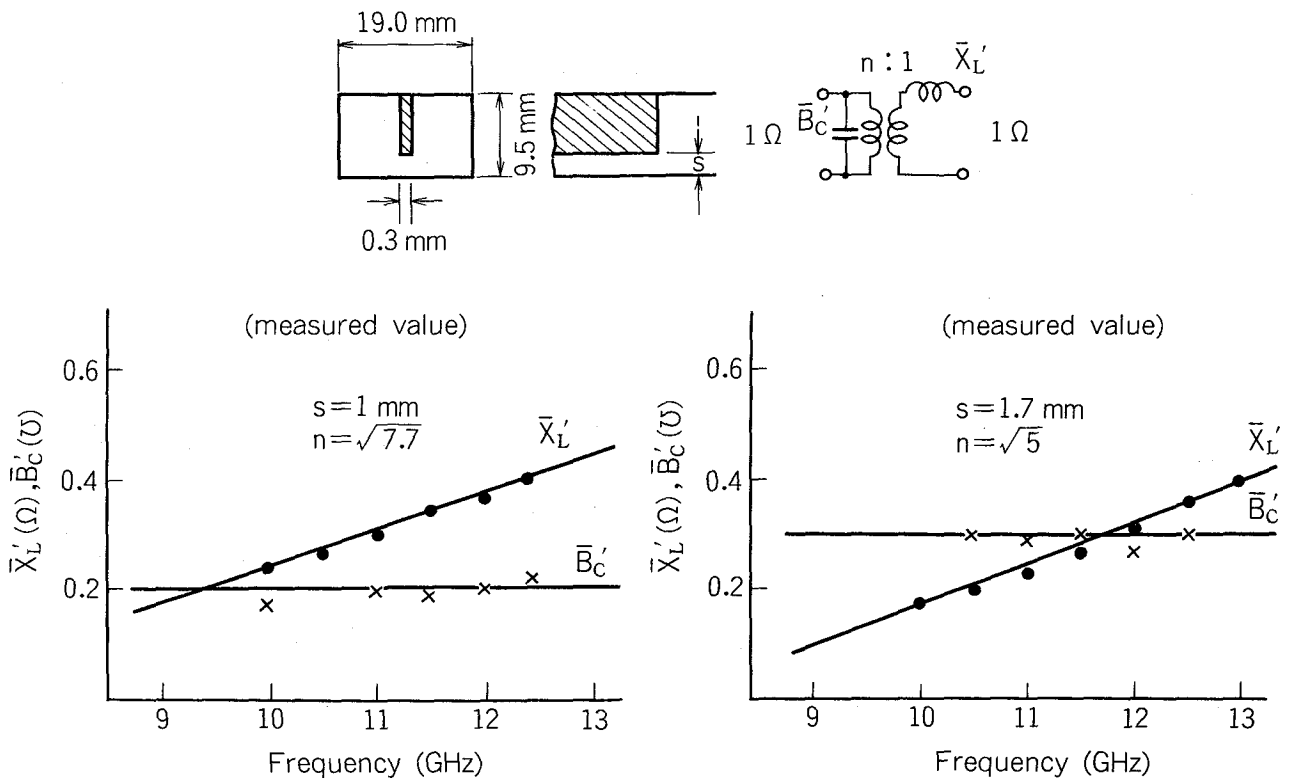 19.0 mm
9.5 mm
0.3 mm
s
n : 1
X̄L'
B̄C'
1 Ω
1 Ω
(measured value)
s = 1 mm
n = √7.7
X̄L'
B̄C'
X̄L'(Ω), B̄C'(℧)
0.6
0.4
0.2
9 10 11 12 13
Frequency (GHz)
(measured value)
s = 1.7 mm
n = √5
X̄L'
B̄C'
X̄L'(Ω), B̄C'(℧)
0.6
0.4
0.2
9 10 11 12 13
Frequency (GHz)